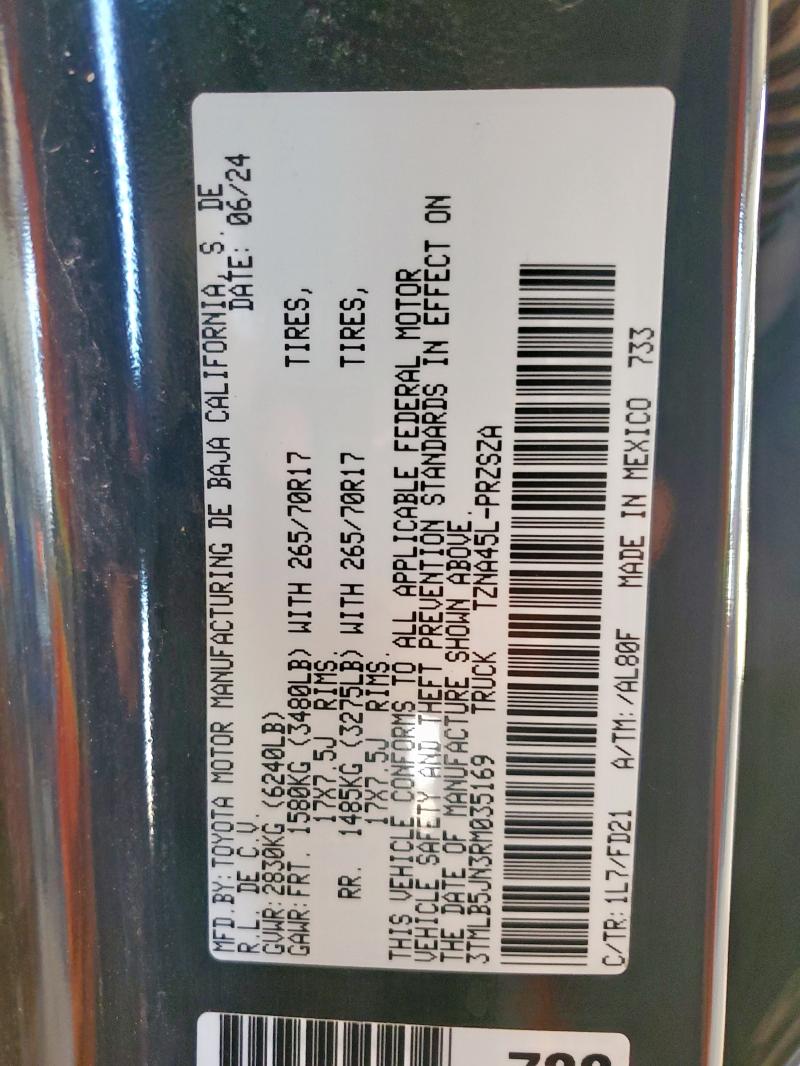 MFD.BY:TOYOTA MOTOR MANUFACTURING DE BAJA CALIFORNIA, S. DE
R.L. DE C.V. DATE: 06/24
GVWR:2830KG (6240LB)
GAWR:FRT. 1580KG (3480LB) WITH 265/70R17 TIRES,
17X7.5J RIMS.
RR. 1485KG (3275LB) WITH 265/70R17 TIRES,
17X7.5J RIMS.
THIS VEHICLE CONFORMS TO ALL APPLICABLE FEDERAL MOTOR
VEHICLE SAFETY AND THEFT PREVENTION STANDARDS IN EFFECT ON
THE DATE OF MANUFACTURE SHOWN ABOVE.
3TMLB5JN3RM035169 TRUCK TZNA45L-PRZSZA
C/TR:1L7/FD21 A/TM:/AL80F MADE IN MEXICO 733